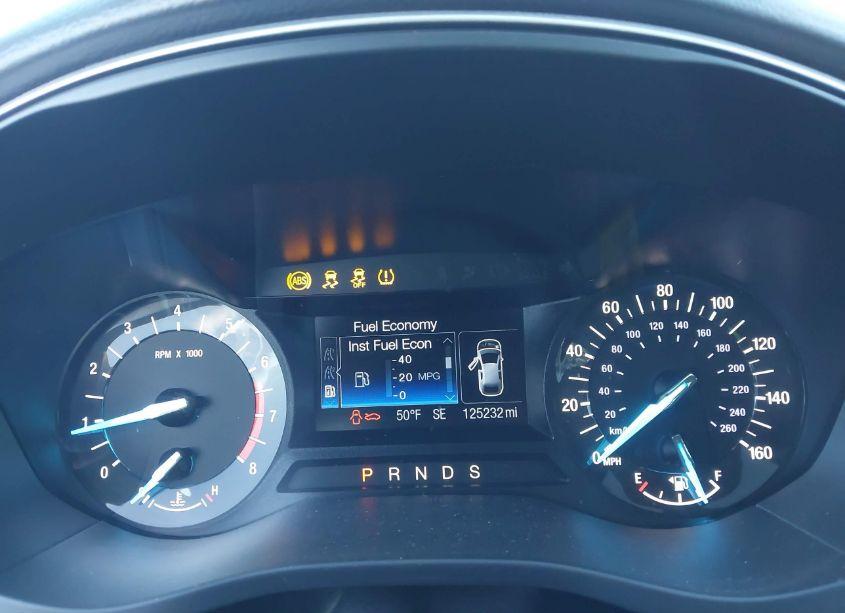 ABS OFF
0 1 2 3 4 5 6 7 8
RPM X 1000
H
Fuel Economy
Inst Fuel Econ
40
20 MPG
0
50°F SE 125232 mi
P R N D S
0 20 40 60 80 100 120 140 160
MPH
20 40 60 80 100 120 140 160 180 200 220 240 260
E F